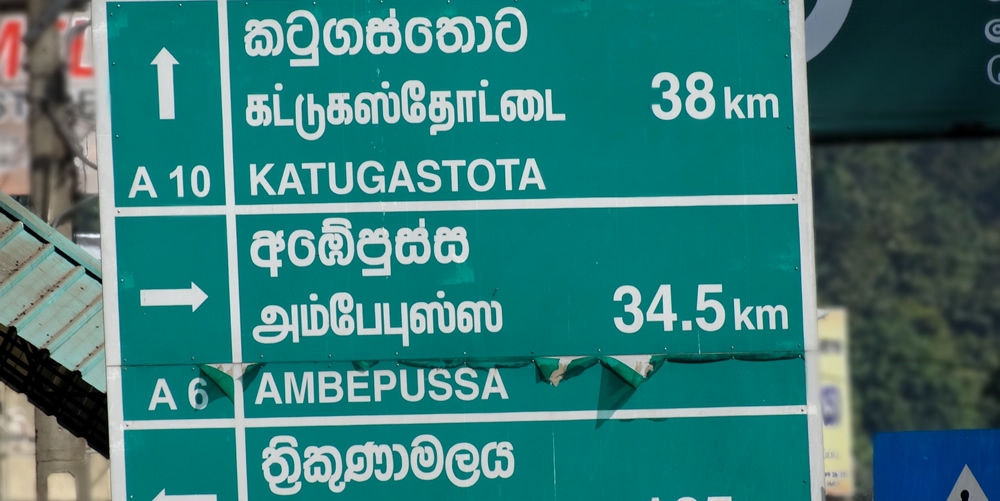 කටුගස්තොට
கட்டுகஸ்தோட்டை 38 km
A 10 KATUGASTOTA
අඹේපුස්ස
அம்பேபுஸ்ஸ 34.5 km
A 6 AMBEPUSSA
ත්‍රිකුණාමලය